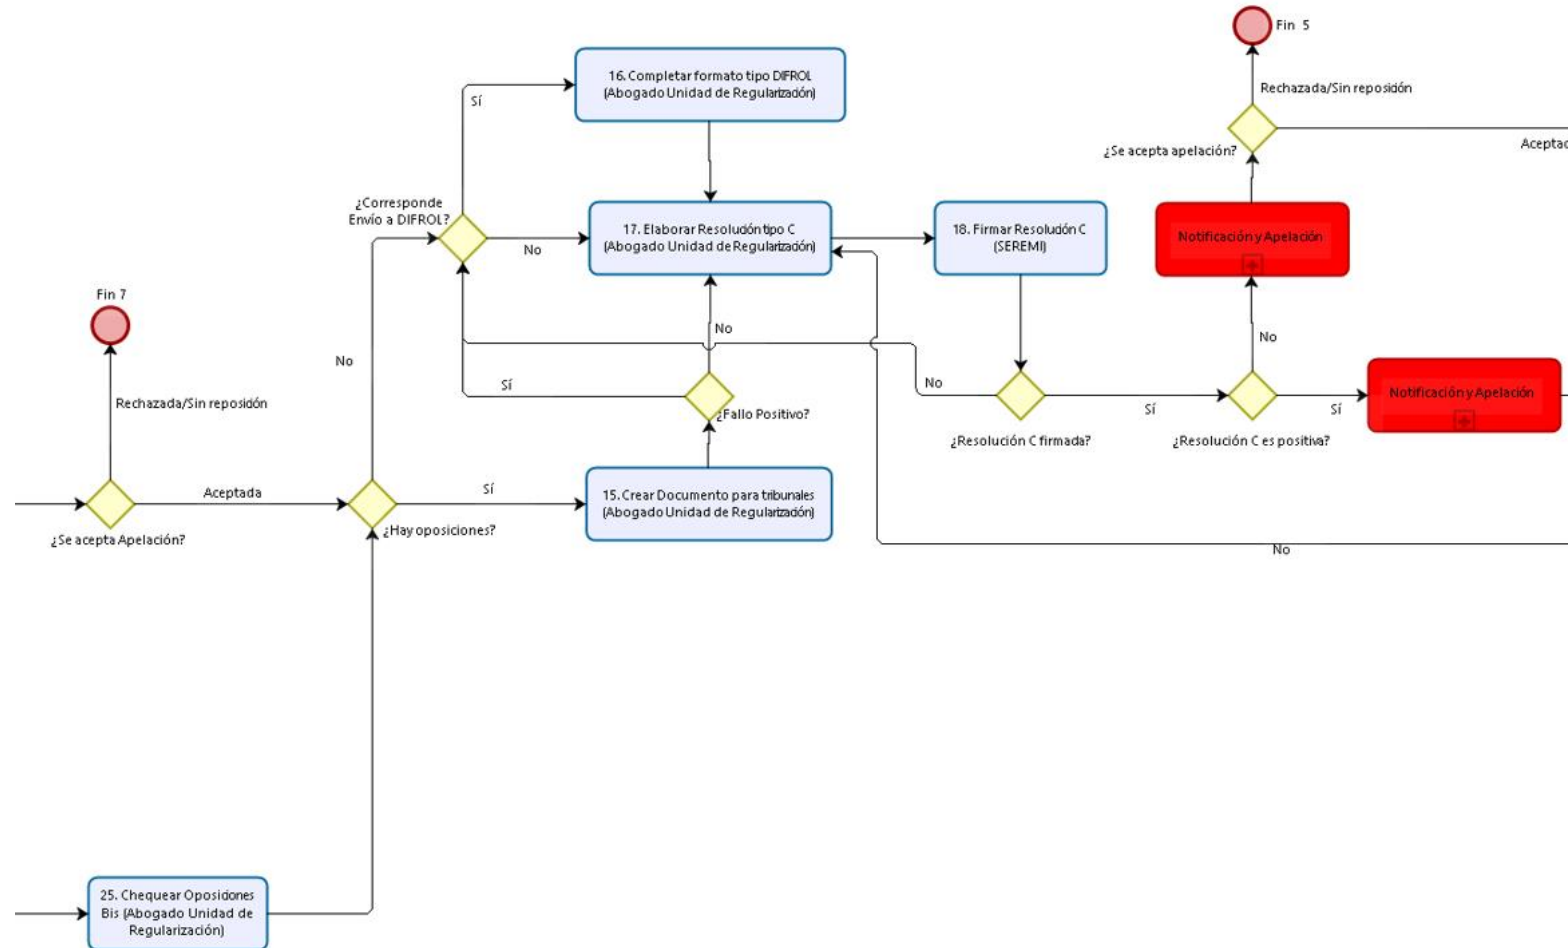 Fin 5
16. Completar formato tipo DIFROL
(Abogado Unidad de Regularización)
Sí
Rechazada/Sin reposición
¿Se acepta apelación?
¿Corresponde
Envío a DIFROL?
17. Elaborar Resolución tipo C
(Abogado Unidad de Regularización)
No
18. Firmar Resolución C
(SEREMI)
Notificación y Apelación
Fin 7
No
No
No
Rechazada/Sin reposición
Sí
¿Fallo Positivo?
No
¿Resolución C firmada?
Sí
¿Resolución C es positiva?
Sí
Notificación y Apelación
¿Se acepta Apelación?
Aceptada
¿Hay oposiciones?
Sí
15. Crear Documento para tribunales
(Abogado Unidad de Regularización)
No
25. Chequear Oposiciones
Bis (Abogado Unidad de
Regularización)